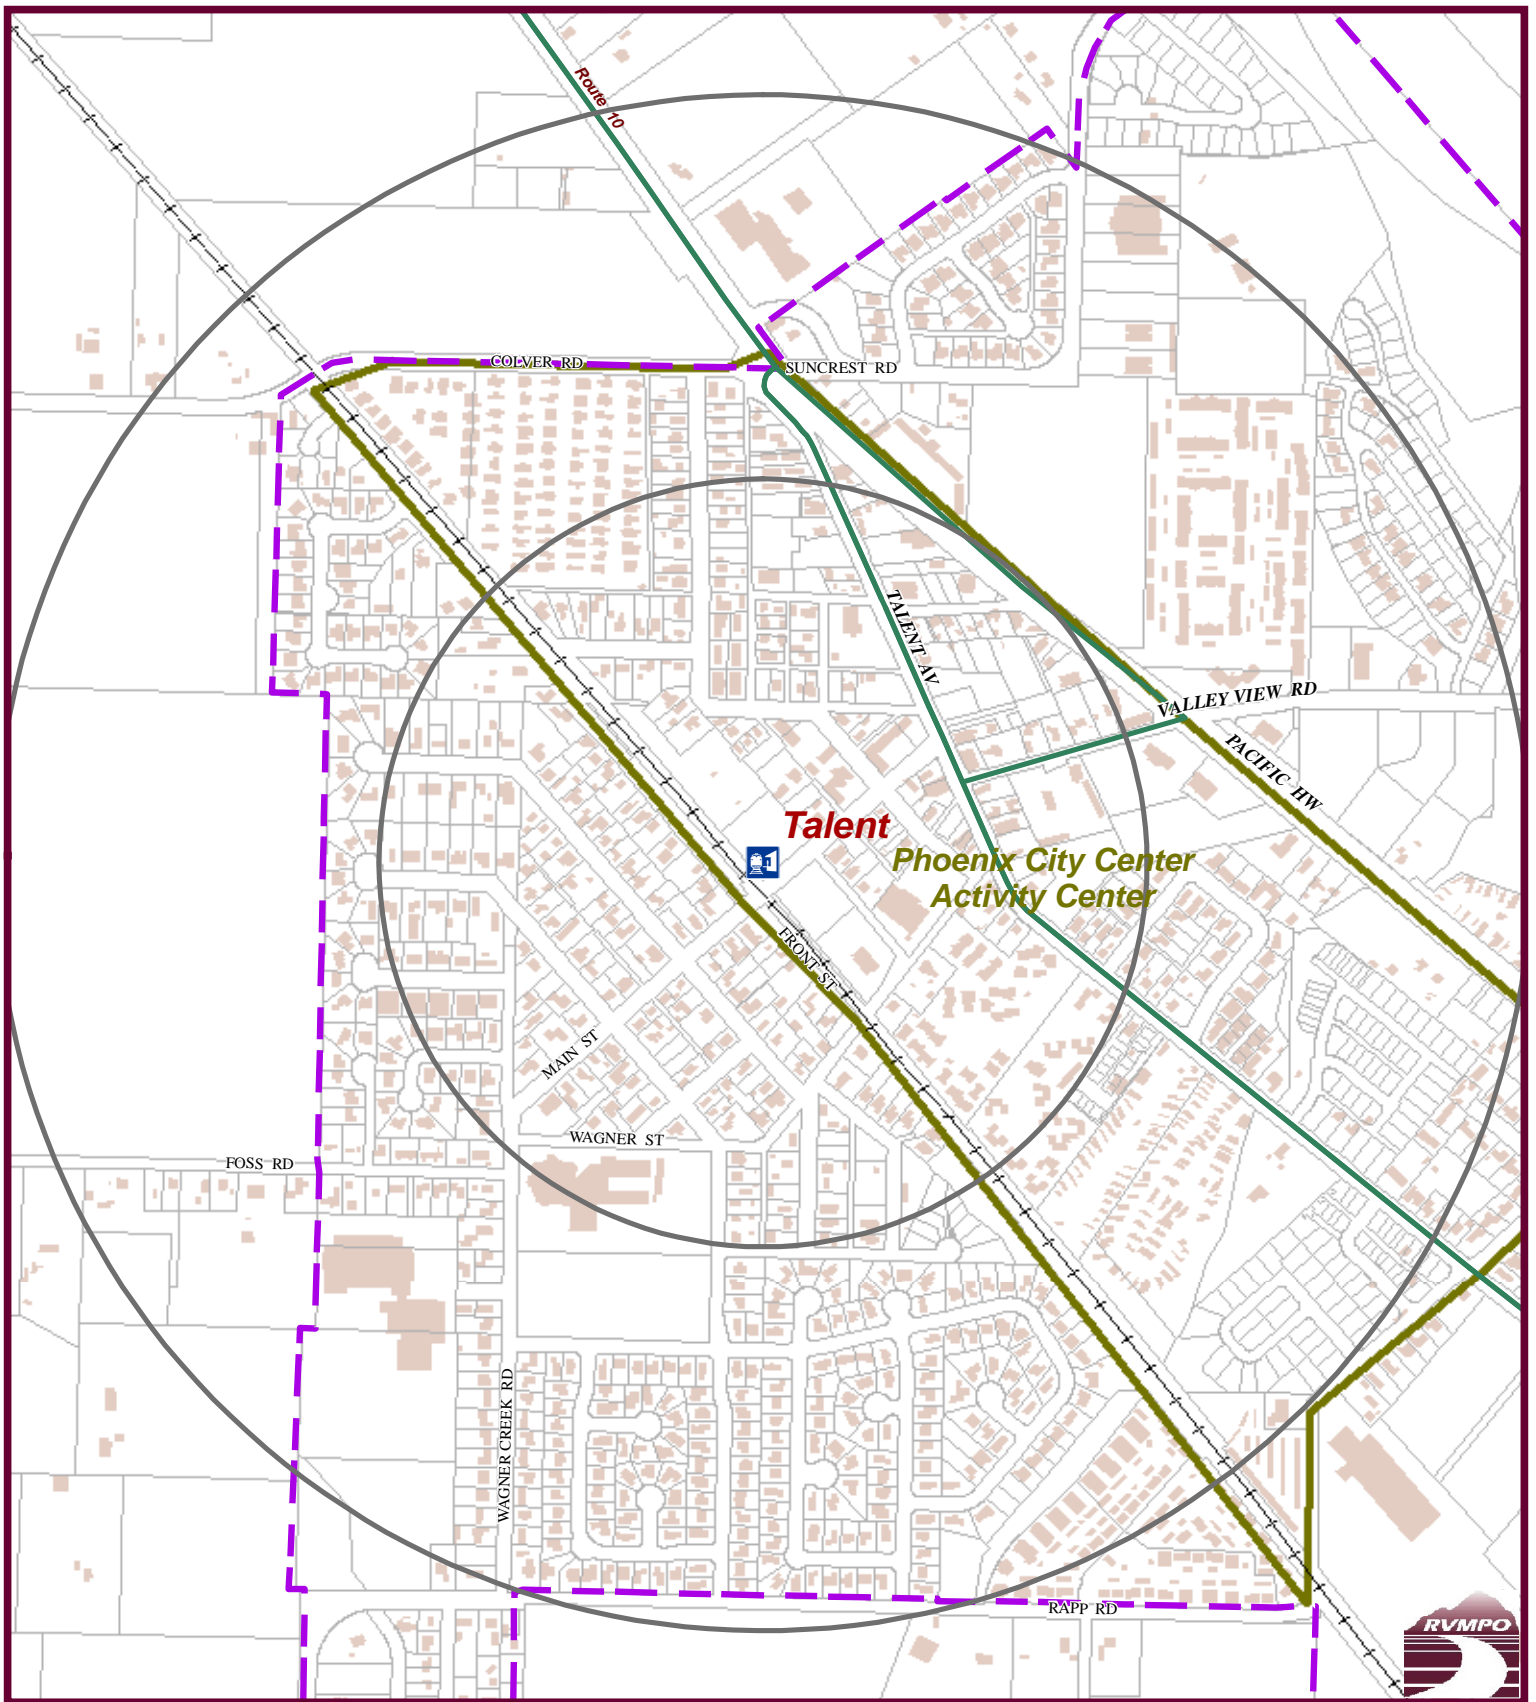 Route 10
COLVER RD
SUNCREST RD
TALENT AV
VALLEY VIEW RD
PACIFIC HW
Talent
Phoenix City Center
Activity Center
FRONT ST
MAIN ST
WAGNER ST
FOSS RD
WAGNER CREEK RD
RAPP RD
RVMPO